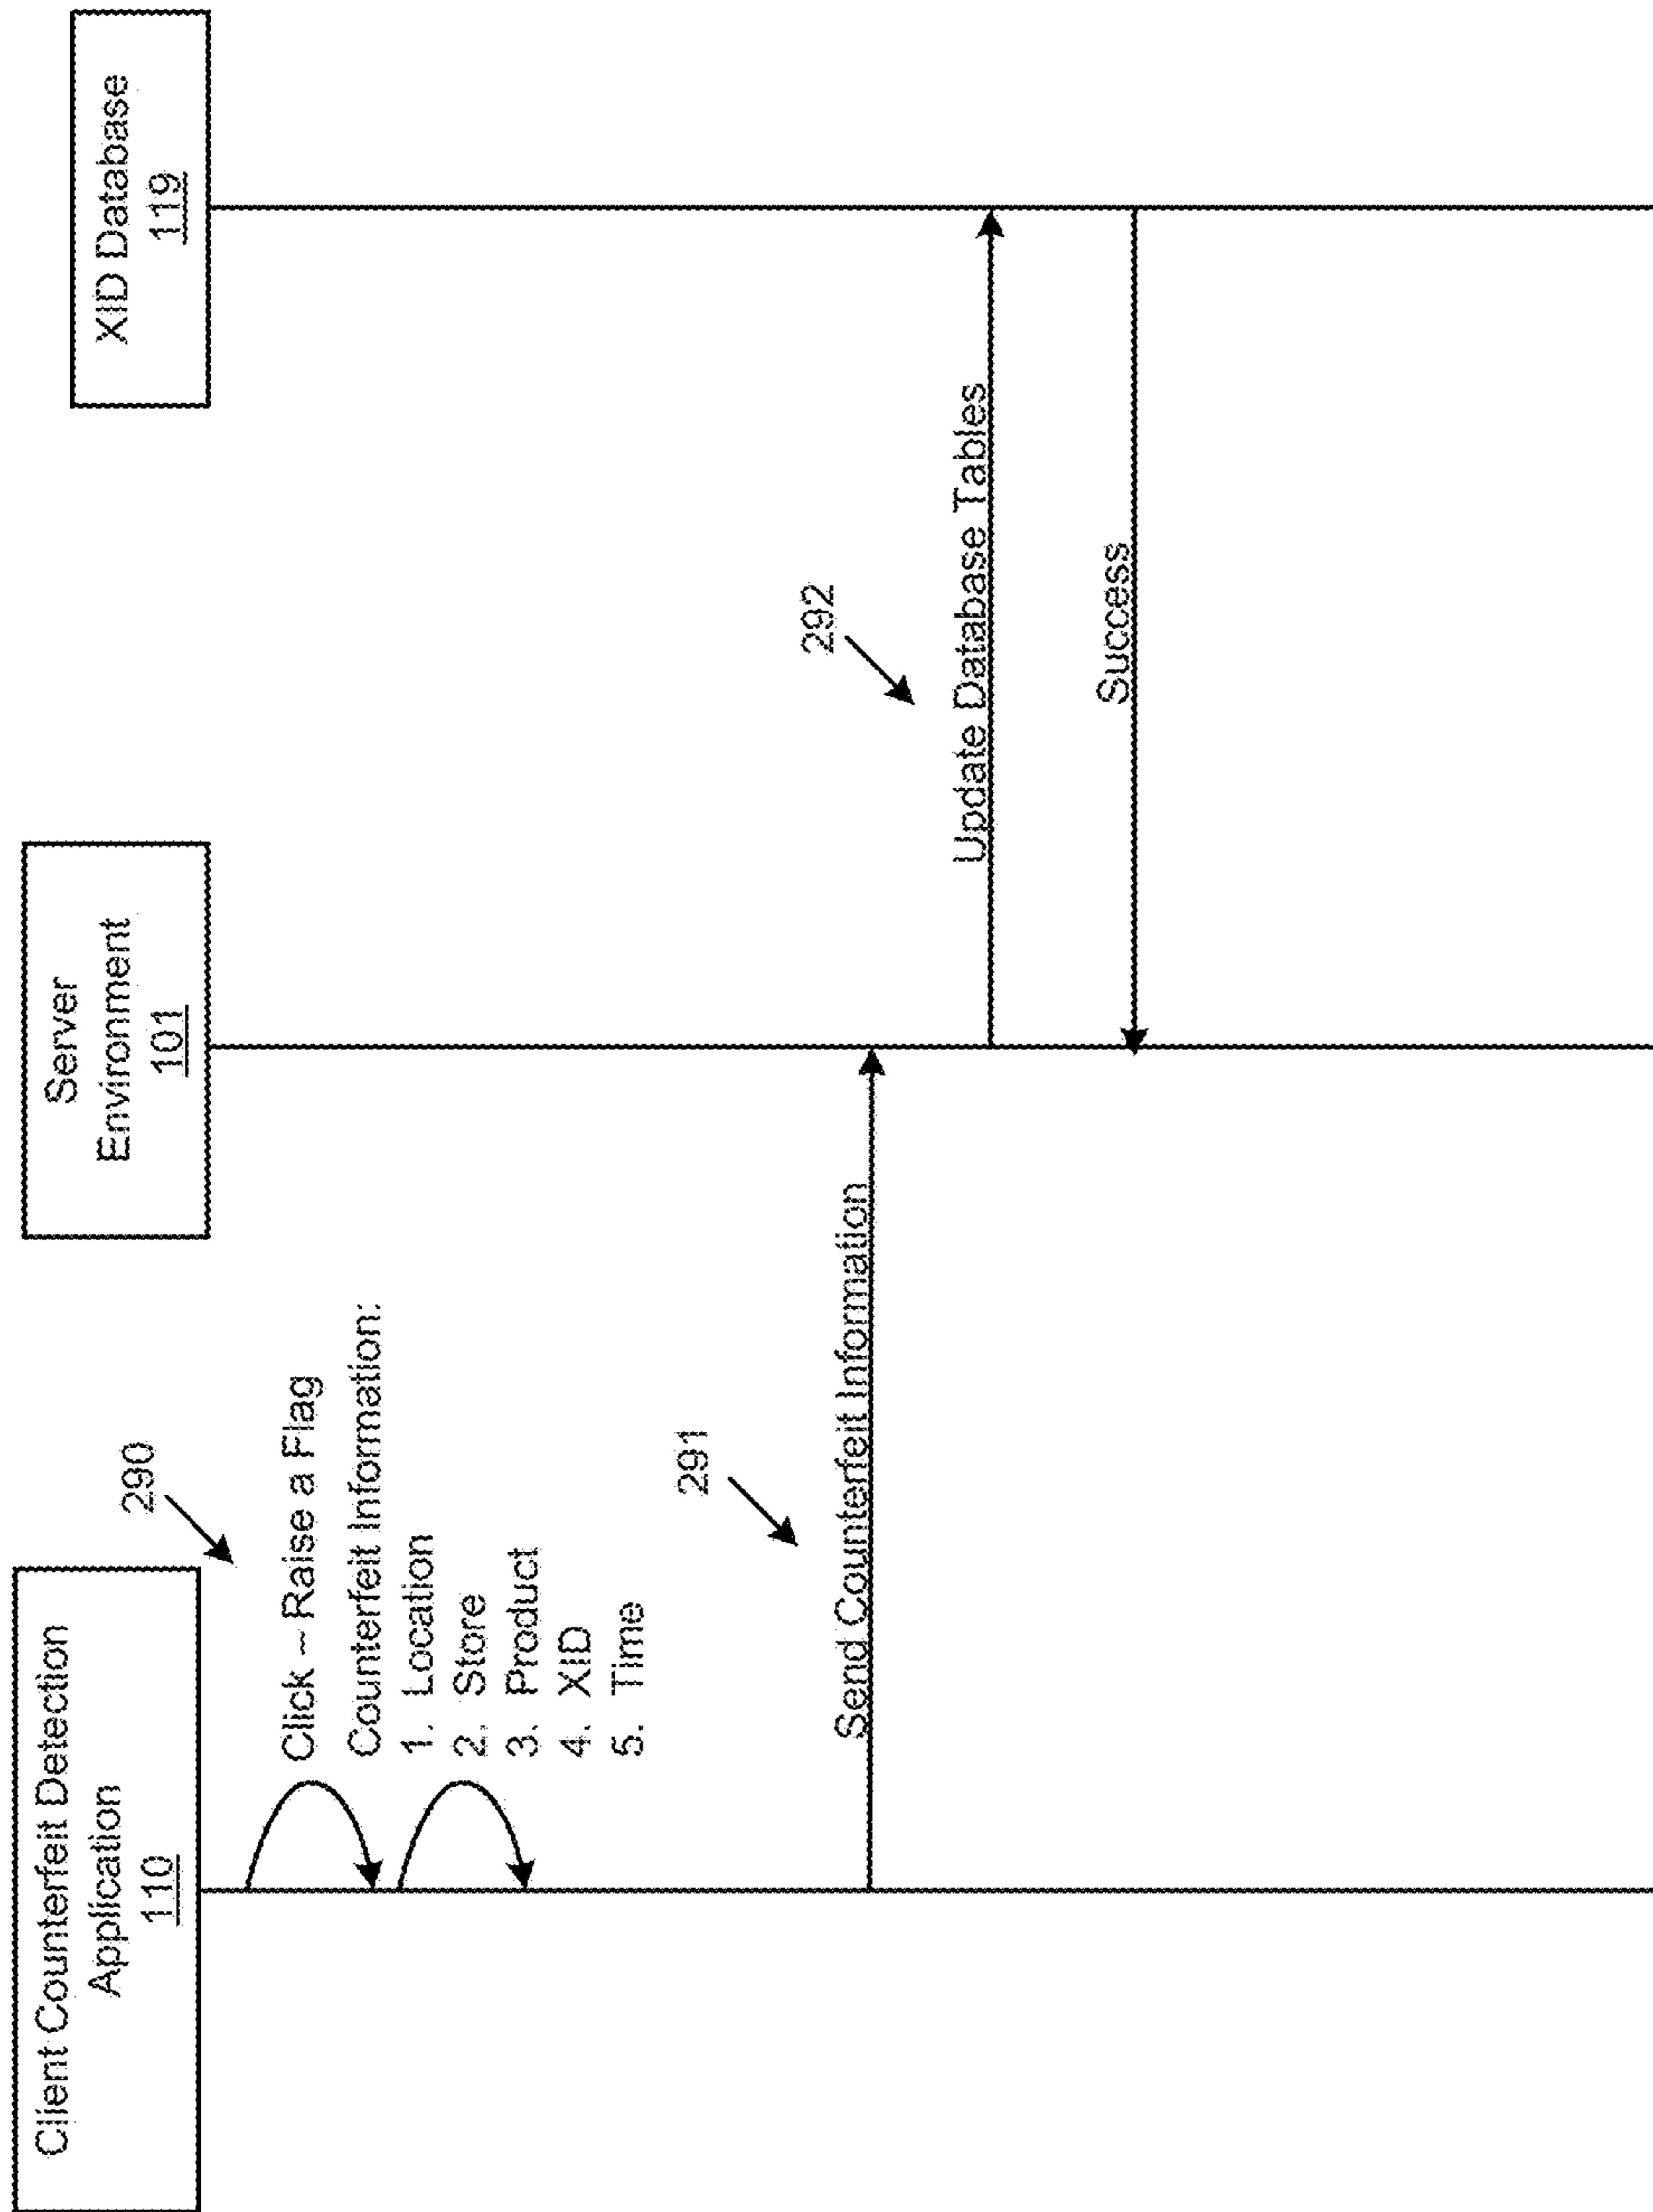 Client Counterfeit Detection
Application
110
Server
Environment
101
XID Database
119
290
Click -- Raise a Flag
Counterfeit Information:
1. Location
2. Store
3. Product
4. XID
5. Time
291
Send Counterfeit Information
292
Update Database Tables
Success